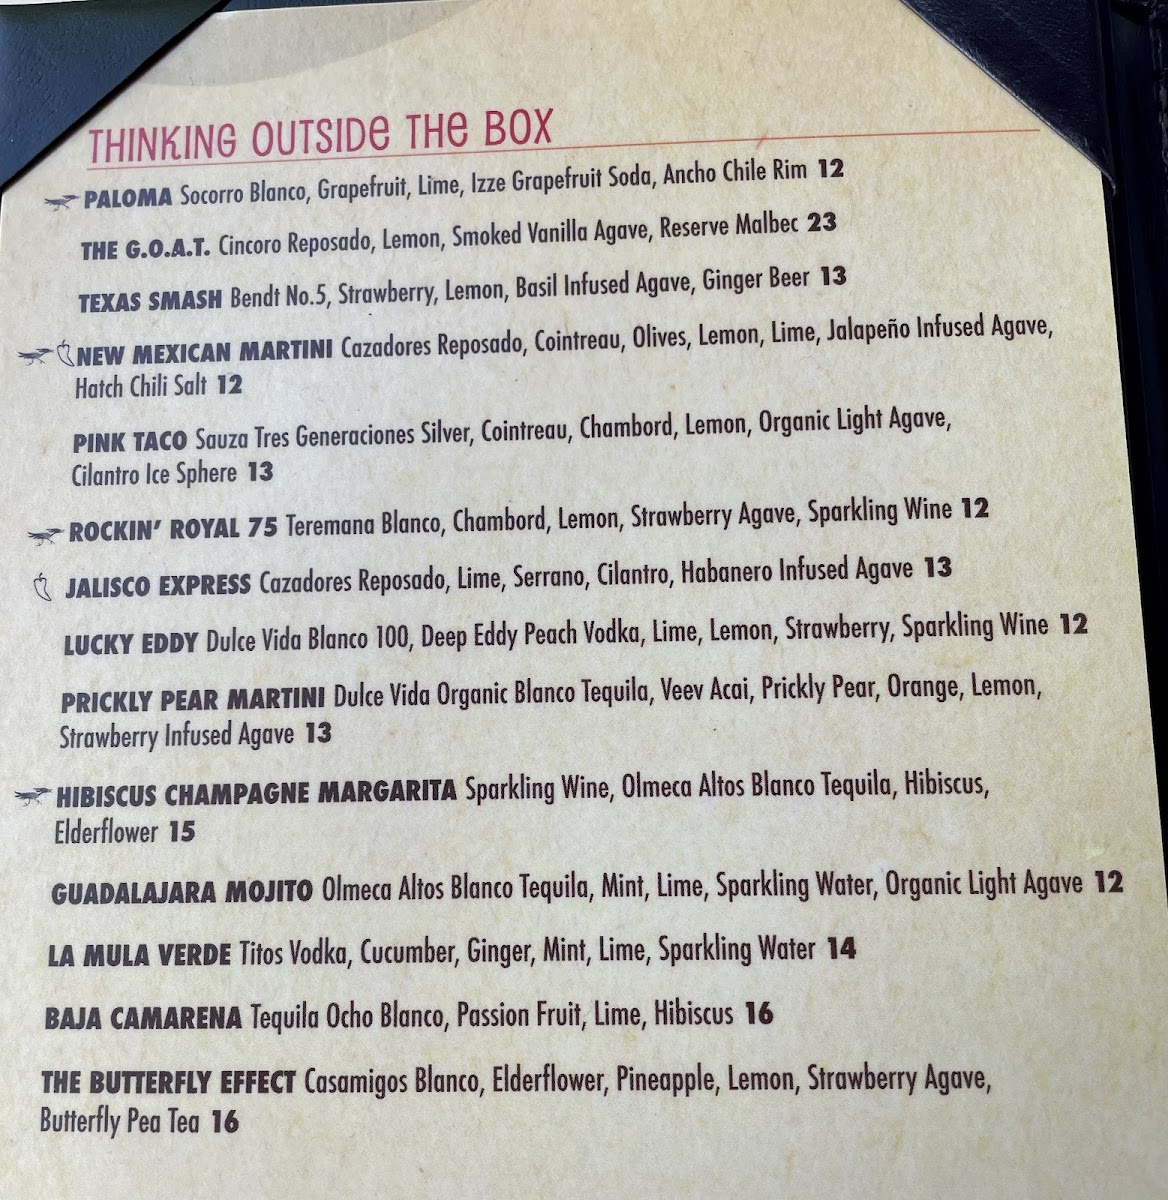 THINKING OUTSIDE THE BOX
PALOMA Socorro Blanco, Grapefruit, Lime, Izze Grapefruit Soda, Ancho Chile Rim 12
THE G.O.A.T. Cincoro Reposado, Lemon, Smoked Vanilla Agave, Reserve Malbec 23
TEXAS SMASH Bendt No.5, Strawberry, Lemon, Basil Infused Agave, Ginger Beer 13
NEW MEXICAN MARTINI Cazadores Reposado, Cointreau, Olives, Lemon, Lime, Jalapeño Infused Agave,
Hatch Chili Salt 12
PINK TACO Sauza Tres Generaciones Silver, Cointreau, Chambord, Lemon, Organic Light Agave,
Cilantro Ice Sphere 13
ROCKIN' ROYAL 75 Teremana Blanco, Chambord, Lemon, Strawberry Agave, Sparkling Wine 12
JALISCO EXPRESS Cazadores Reposado, Lime, Serrano, Cilantro, Habanero Infused Agave 13
LUCKY EDDY Dulce Vida Blanco 100, Deep Eddy Peach Vodka, Lime, Lemon, Strawberry, Sparkling Wine 12
PRICKLY PEAR MARTINI Dulce Vida Organic Blanco Tequila, Veev Acai, Prickly Pear, Orange, Lemon,
Strawberry Infused Agave 13
HIBISCUS CHAMPAGNE MARGARITA Sparkling Wine, Olmeca Altos Blanco Tequila, Hibiscus,
Elderflower 15
GUADALAJARA MOJITO Olmeca Altos Blanco Tequila, Mint, Lime, Sparkling Water, Organic Light Agave 12
LA MULA VERDE Titos Vodka, Cucumber, Ginger, Mint, Lime, Sparkling Water 14
BAJA CAMARENA Tequila Ocho Blanco, Passion Fruit, Lime, Hibiscus 16
THE BUTTERFLY EFFECT Casamigos Blanco, Elderflower, Pineapple, Lemon, Strawberry Agave,
Butterfly Pea Tea 16